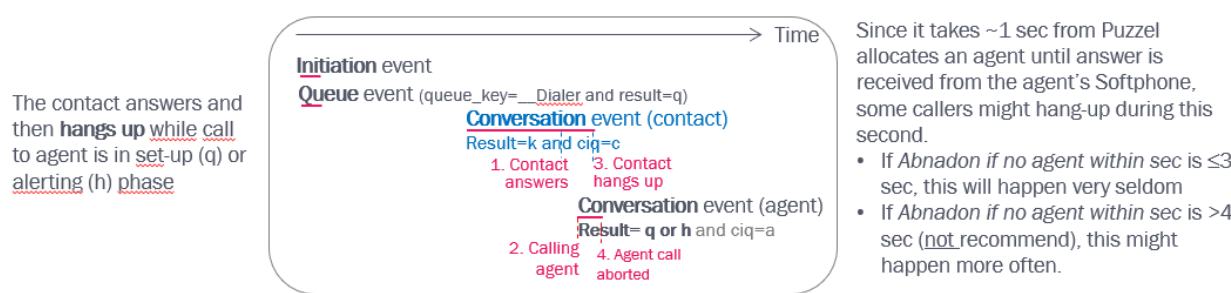 The contact answers and
then hangs up while call
to agent is in set-up (q) or
alerting (h) phase
Time
Initiation event
Queue event (queue_key=__Dialer and result=q)
Conversation event (contact)
Result=k and ciq=c
1. Contact
answers
3. Contact
hangs up
Conversation event (agent)
Result= q or h and ciq=a
2. Calling
agent
4. Agent call
aborted
Since it takes ~1 sec from Puzzel
allocates an agent until answer is
received from the agent's Softphone,
some callers might hang-up during this
second.
• If Abnadon if no agent within sec is ≤3
sec, this will happen very seldom
• If Abnadon if no agent within sec is >4
sec (not recommend), this might
happen more often.